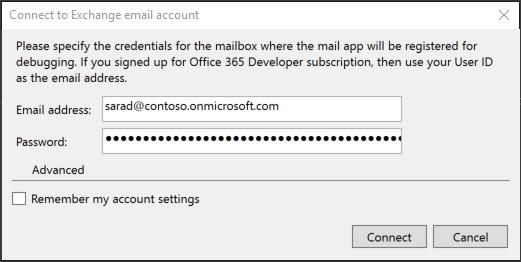 Connect to Exchange email account
Please specify the credentials for the mailbox where the mail app will be registered for
debugging. If you signed up for Office 365 Developer subscription, then use your User ID
as the email address.
Email address: sarad@contoso.onmicrosoft.com
Password: ••••••••••••••••••••••••••••••••••••••
Advanced
Remember my account settings
Connect Cancel